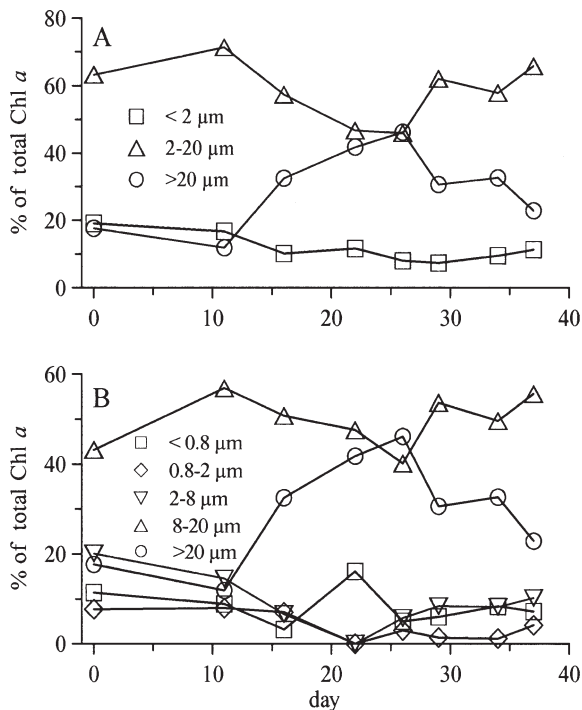 80
A
60
40
20
0
% of total Chl a
< 2 µm
2-20 µm
>20 µm
0 10 20 30 40
60
B
40
20
0
% of total Chl a
< 0.8 µm
0.8-2 µm
2-8 µm
8-20 µm
>20 µm
0 10 20 30 40
day